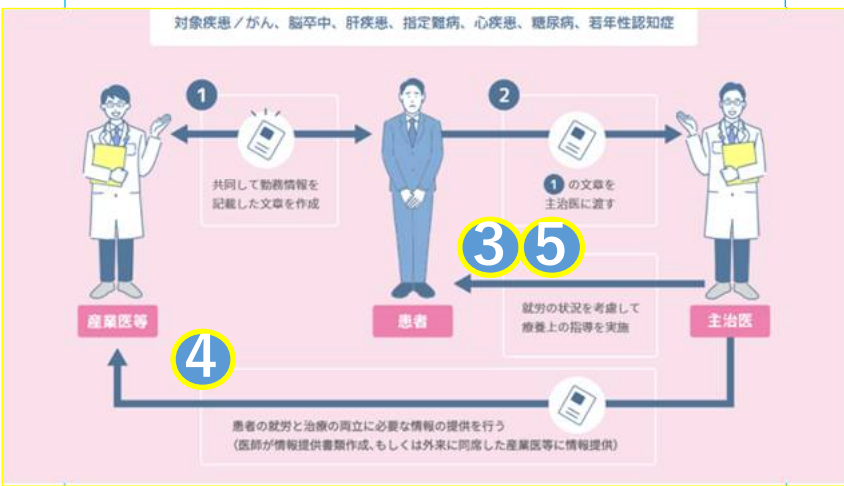 対象疾患/がん、脳卒中、肝疾患、指定難病、心疾患、糖尿病、若年性認知症
1
2
共同して勤務情報を
記載した文章を作成
1 の文章を
主治医に渡す
3 5
就労の状況を考慮して
療養上の指導を実施
産業医等
患者
主治医
4
患者の就労と治療の両立に必要な情報の提供を行う
(医師が情報提供書類作成、もしくは外来に同席した産業医等に情報提供)